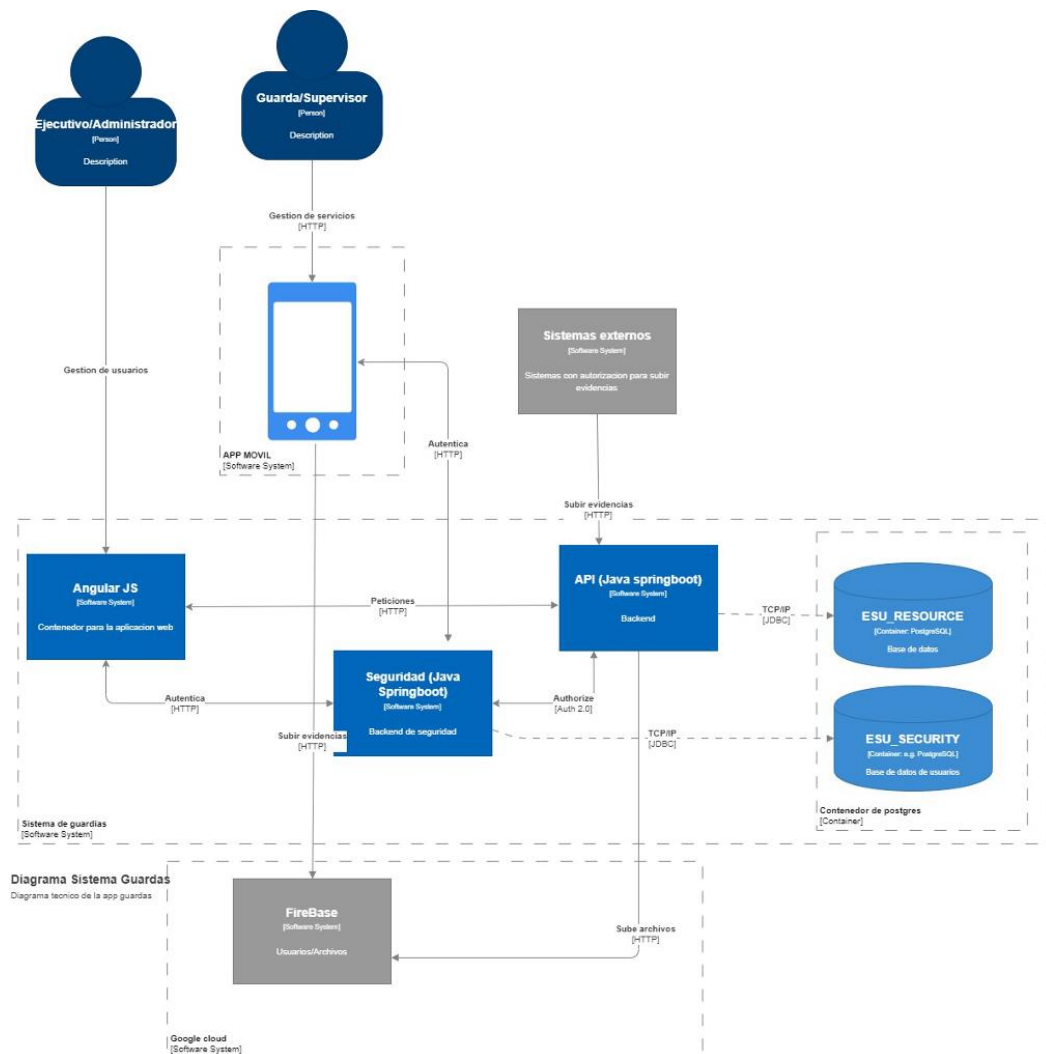 Guarda/Supervisor
[Person]
Description
Ejecutivo/Administrador
[Person]
Description
Gestion de servicios
[HTTP]
Gestion de usuarios
APP MOVIL
[Software System]
Autentica
[HTTP]
Sistemas externos
[Software System]
Sistemas con autorizacion para subir
evidencias
Subir evidencias
[HTTP]
Angular JS
[Software System]
Contenedor para la aplicacion web
Peticiones
[HTTP]
API (Java springboot)
[Software System]
Backend
TCP/IP
[JDBC]
ESU_RESOURCE
[Container: PostgreSQL]
Base de datos
Autentica
[HTTP]
Seguridad (Java
Springboot)
[Software System]
Backend de seguridad
Authorize
[Auth 2.0]
TCP/IP
[JDBC]
ESU_SECURITY
[Container: e.g. PostgreSQL]
Base de datos de usuarios
Subir evidencias
[HTTP]
Contenedor de postgres
[Container]
Sistema de guardias
[Software System]
Diagrama Sistema Guardas
Diagrama tecnico de la app guardas
FireBase
[Software System]
Usuarios/Archivos
Sube archivos
[HTTP]
Google cloud
[Software System]